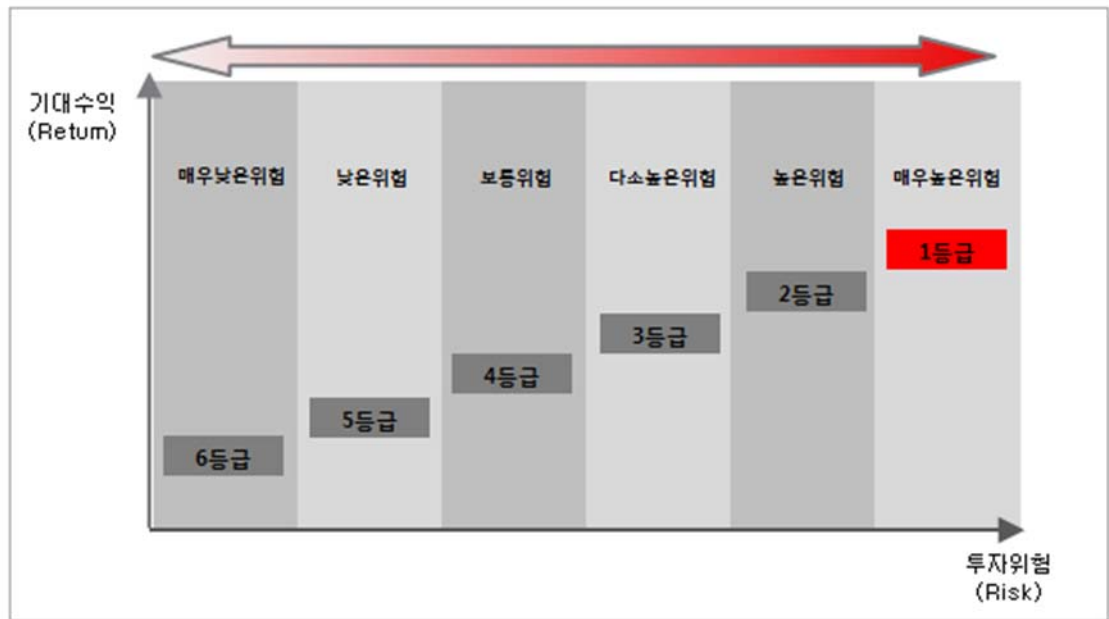 기대수익
(Return)
매우낮은위험 낮은위험 보통위험 다소높은위험 높은위험 매우높은위험
1등급
2등급
3등급
4등급
5등급
6등급
투자위험
(Risk)